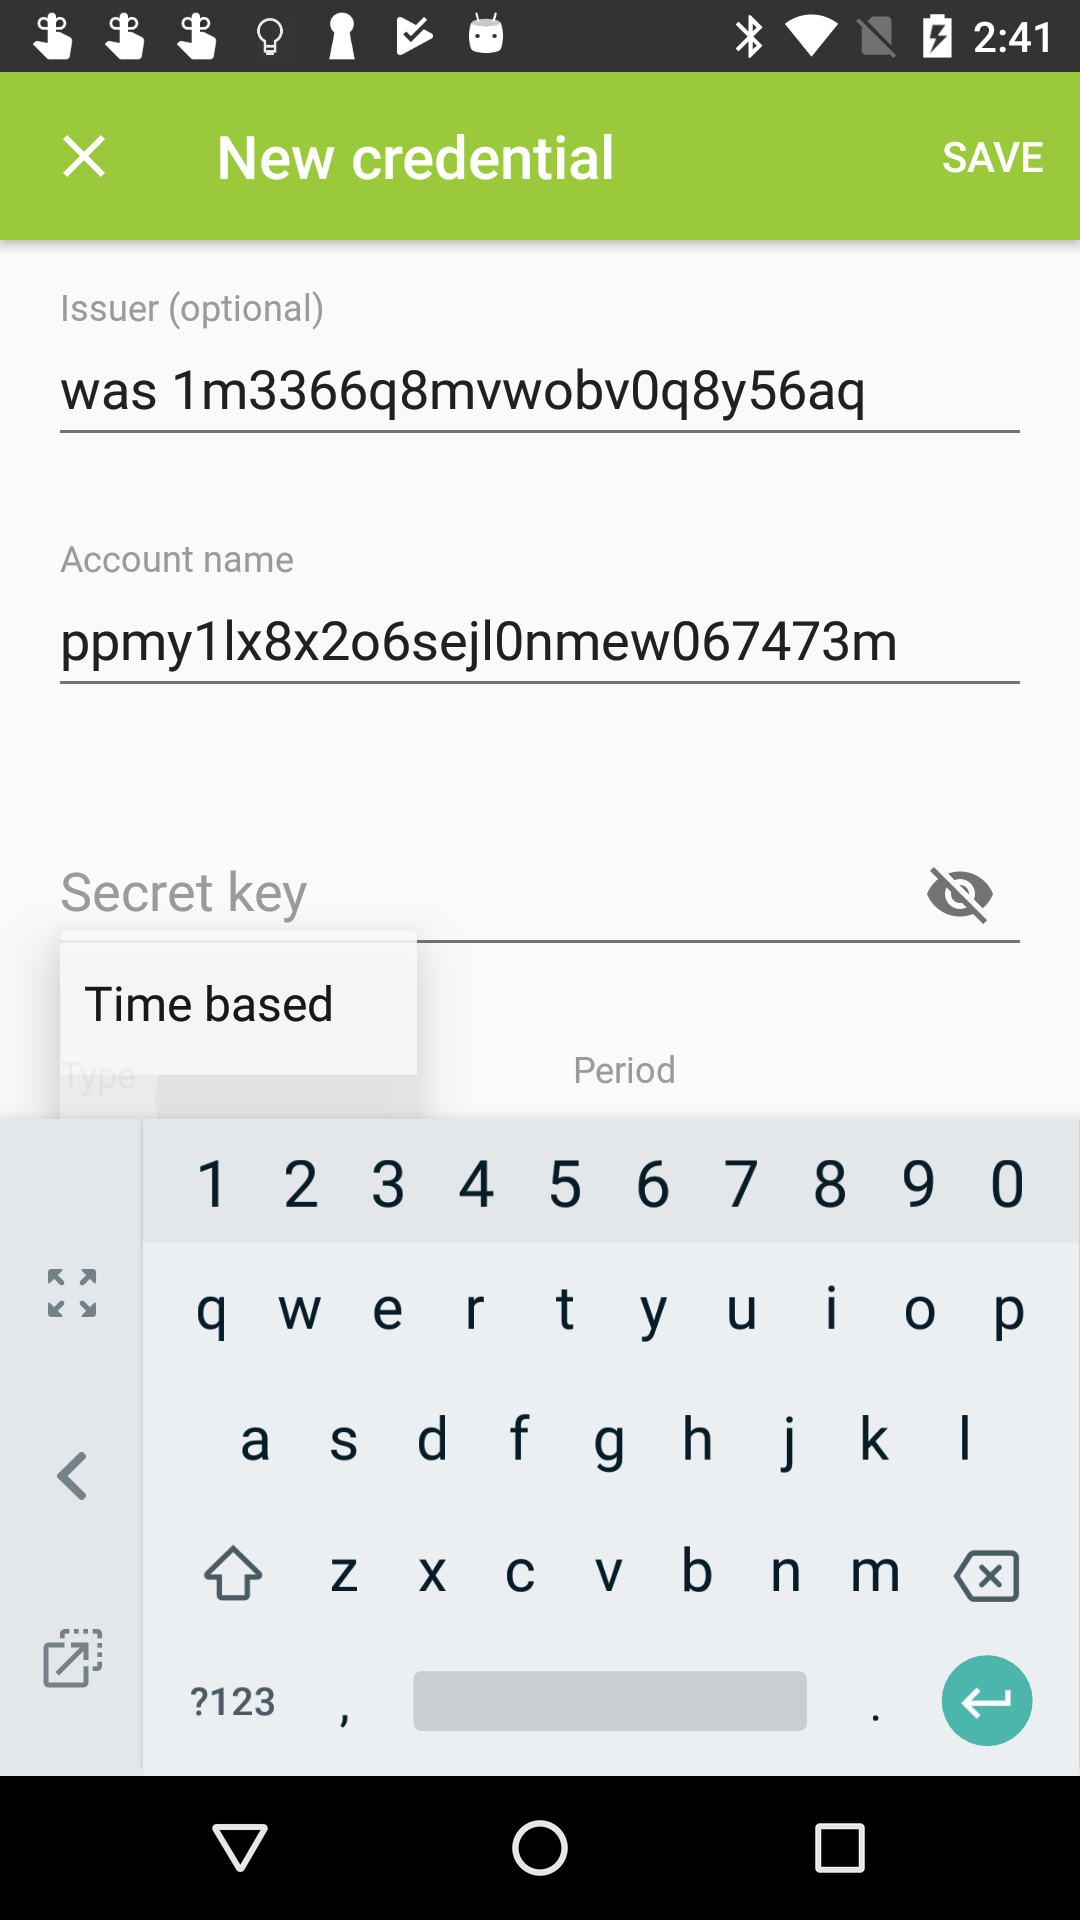 2:41
New credential
SAVE
Issuer (optional)
was 1m3366q8mvwobv0q8y56aq
Account name
ppmy1lx8x2o6sejl0nmew067473m
Secret key
Time based
Type
Period
1 2 3 4 5 6 7 8 9 0
q w e r t y u i o p
a s d f g h j k l
z x c v b n m
?123 , .